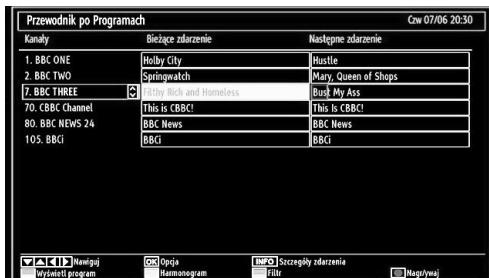 Przewodnik po Programach Czw 07/06 20:30
Kanały Bieżące zdarzenie Następne zdarzenie
1. BBC ONE Holby City Hustle
2. BBC TWO Springwatch Mary, Queen of Shops
7. BBC THREE Filthy Rich and Homeless Bust My Ass
70. CBBC Channel This is CBBC! This Is CBBC!
80. BBC NEWS 24 BBC News BBC News
105. BBCi BBCi BBCi
Nawiguj OK Opcja INFO Szczegóły zdarzenia
Wyświetl program Harmonogram Filtr Nagr/ywaj